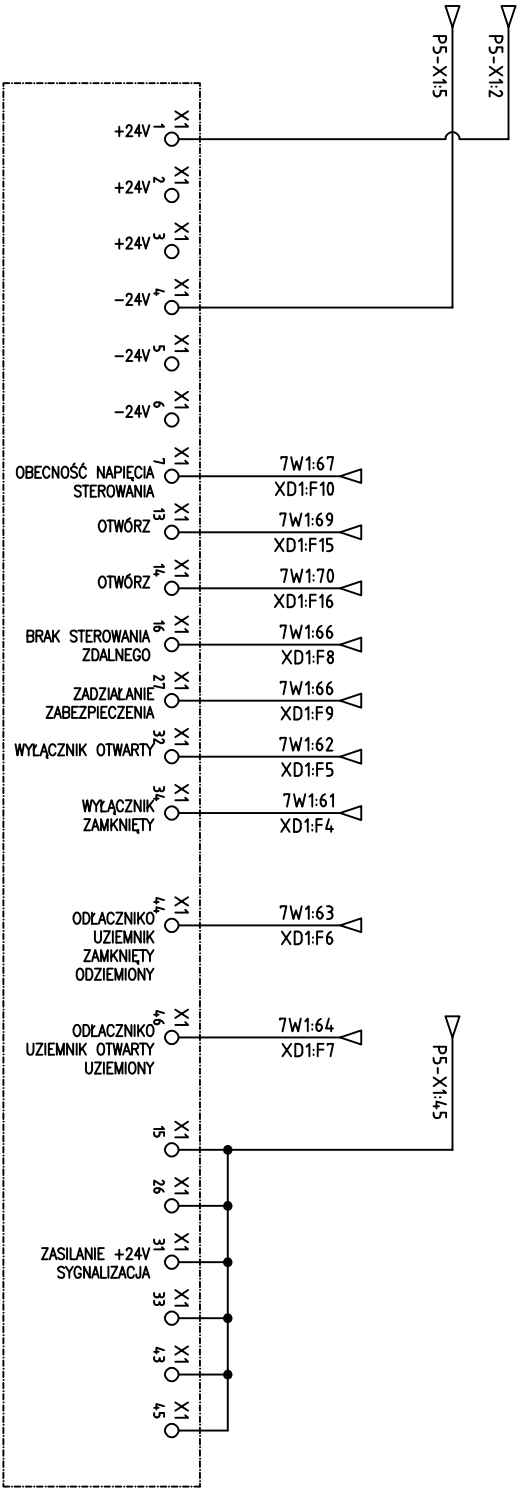 P5-X1:5
P5-X1:2
X1
1
+24V
X1
2
+24V
X1
3
+24V
X1
4
-24V
X1
5
-24V
X1
6
-24V
X1
7
OBECNOŚĆ NAPIĘCIA
STEROWANIA
7W1:67
XD1:F10
X1
13
OTWÓRZ
7W1:69
XD1:F15
X1
14
OTWÓRZ
7W1:70
XD1:F16
X1
16
BRAK STEROWANIA
ZDALNEGO
7W1:66
XD1:F8
X1
27
ZADZIAŁANIE
ZABEZPIECZENIA
7W1:66
XD1:F9
X1
32
WYŁĄCZNIK OTWARTY
7W1:62
XD1:F5
X1
34
WYŁĄCZNIK
ZAMKNIĘTY
7W1:61
XD1:F4
X1
44
ODŁACZNIKO
UZIEMNIK
ZAMKNIĘTY
ODZIEMIONY
7W1:63
XD1:F6
X1
46
ODŁACZNIKO
UZIEMNIK OTWARTY
UZIEMIONY
7W1:64
XD1:F7
P5-X1:45
X1
15
X1
26
X1
31
ZASILANIE +24V
SYGNALIZACJA
X1
33
X1
43
X1
45